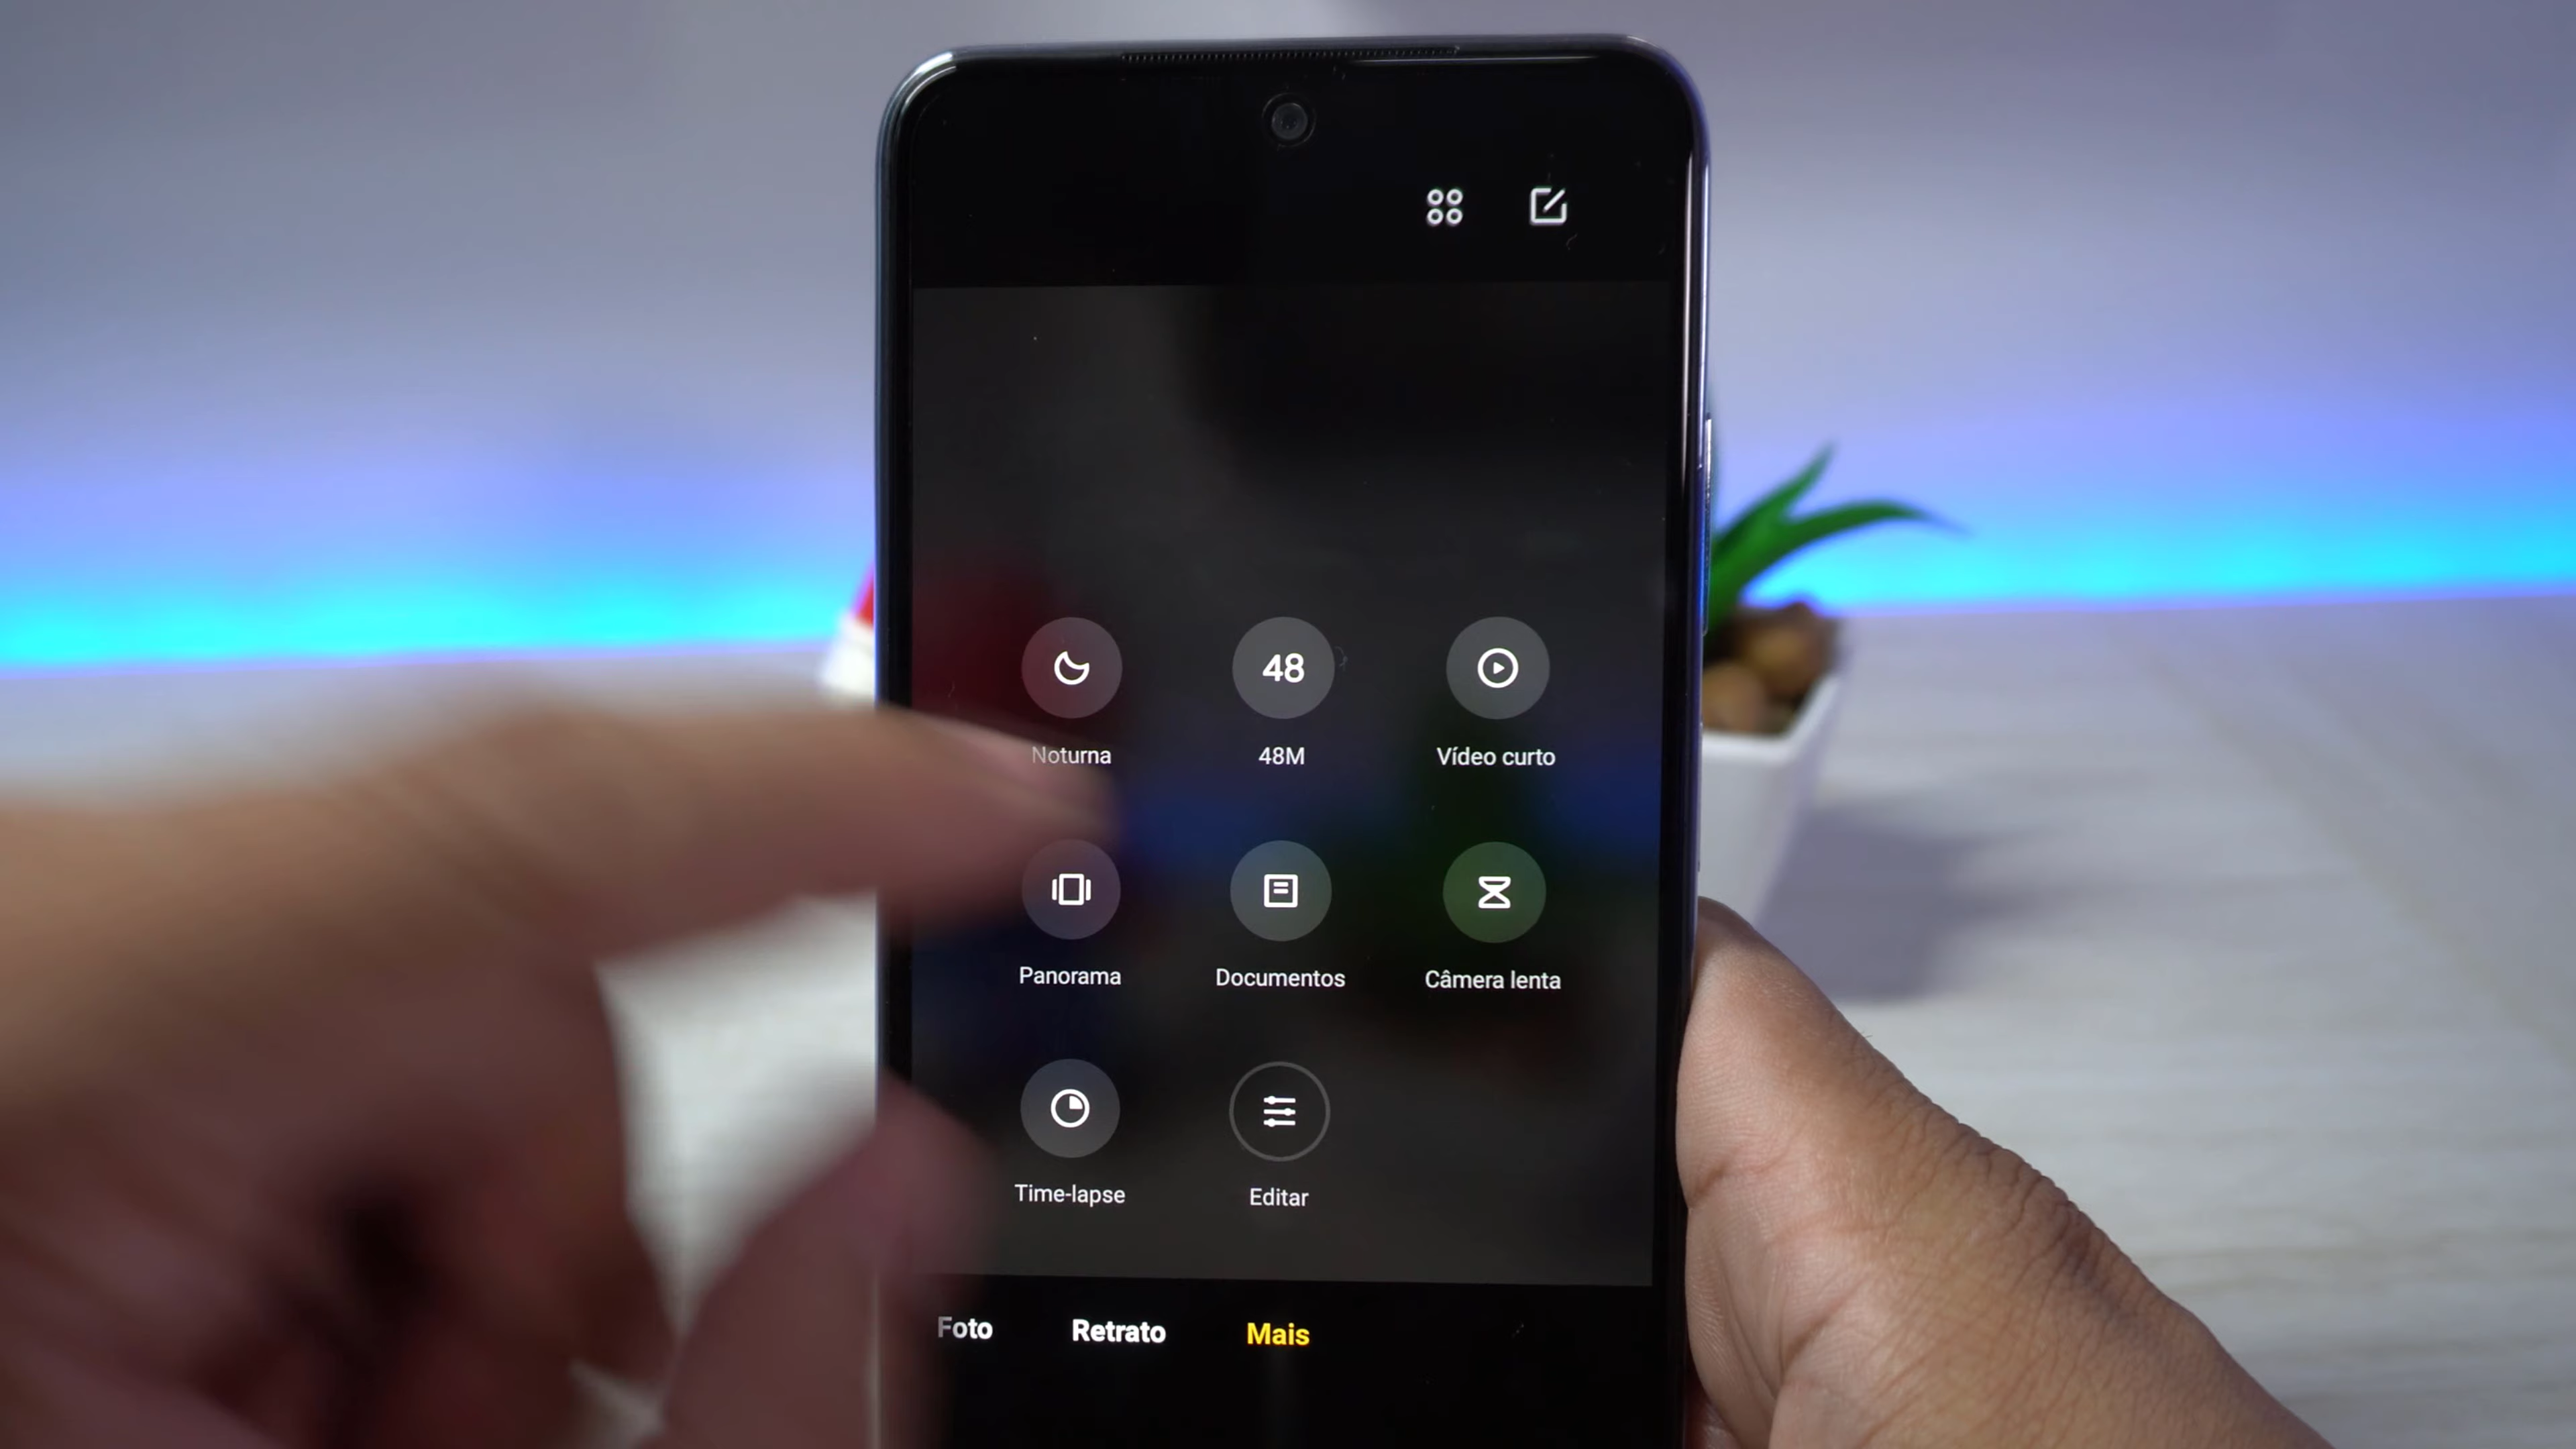 48
Noturna
48M
Vídeo curto
Panorama
Documentos
Câmera lenta
Time-lapse
Editar
Foto
Retrato
Mais